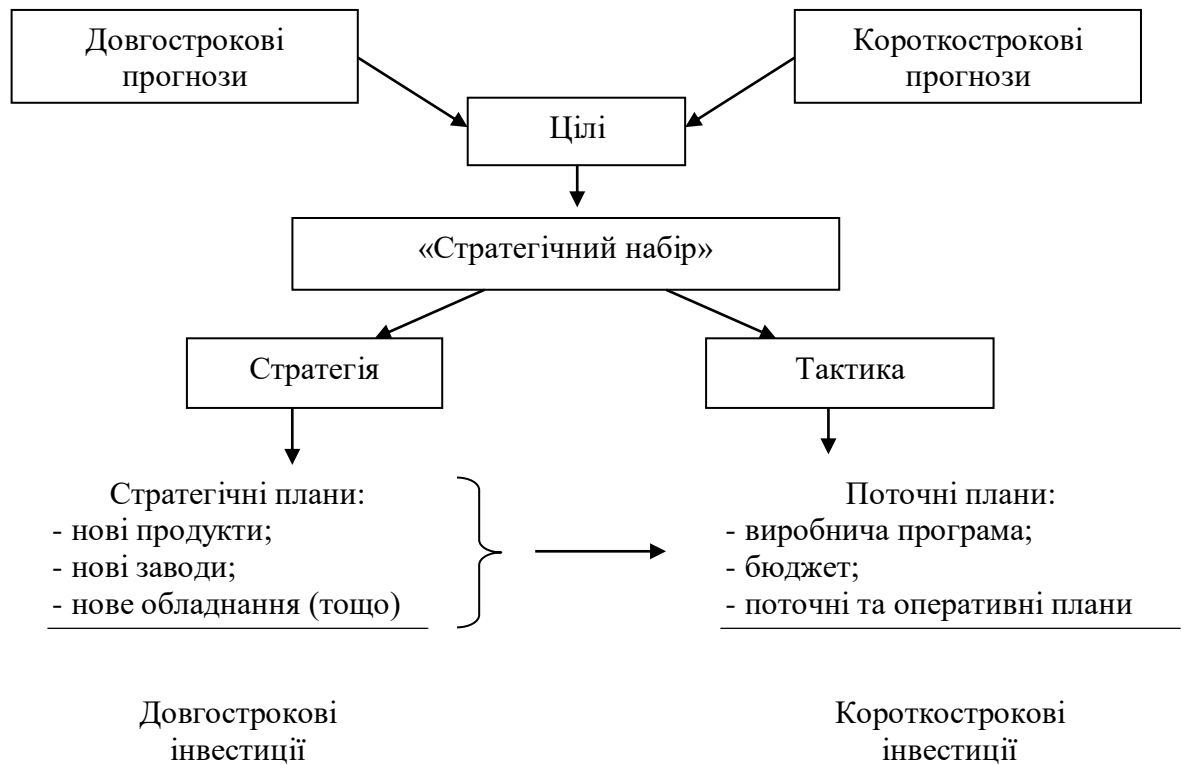 Довгострокові
прогнози
Короткострокові
прогнози
Цілі
«Стратегічний набір»
Стратегія
Тактика
Стратегічні плани:
- нові продукти;
- нові заводи;
- нове обладнання (тощо)
Поточні плани:
- виробнича програма;
- бюджет;
- поточні та оперативні плани
Довгострокові
інвестиції
Короткострокові
інвестиції